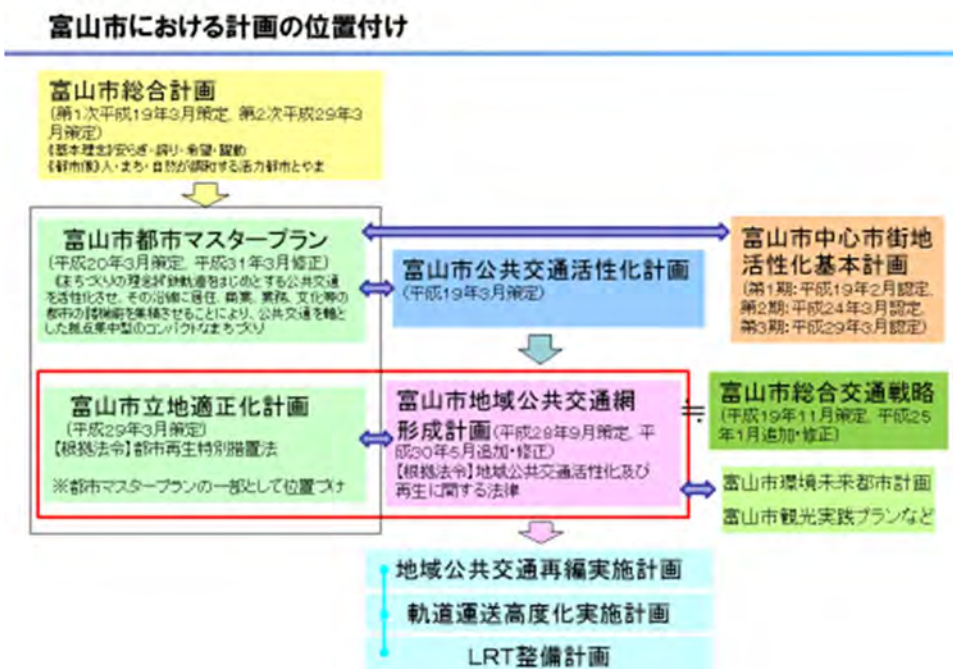 富山市における計画の位置付け
富山市総合計画
(第1次平成19年3月策定, 第2次平成29年3
月策定)
《基本理念》安らぎ・誇り・希望・躍動
《都市像》人・まち・自然が調和する活力都市とやま
富山市都市マスタープラン
(平成20年3月策定, 平成31年3月修正)
《まちづくりの理念》鉄軌道をはじめとする公共交通
を活性化させ、その沿線に居住、商業、業務、文化等の
都市の諸機能を集積させることにより、公共交通を軸と
した拠点集中型のコンパクトなまちづくり
富山市公共交通活性化計画
(平成19年3月策定)
富山市中心市街地
活性化基本計画
(第1期:平成19年2月認定,
第2期:平成24年3月認定,
第3期:平成29年3月認定)
富山市立地適正化計画
(平成29年3月策定)
【根拠法令】都市再生特別措置法
※都市マスタープランの一部として位置づけ
富山市地域公共交通網
形成計画(平成28年9月策定, 平
成30年5月追加・修正)
【根拠法令】地域公共交通活性化及び
再生に関する法律
≒
富山市総合交通戦略
(平成19年11月策定, 平成25
年1月追加・修正)
富山市環境未来都市計画
富山市観光実践プランなど
地域公共交通再編実施計画
軌道運送高度化実施計画
LRT整備計画